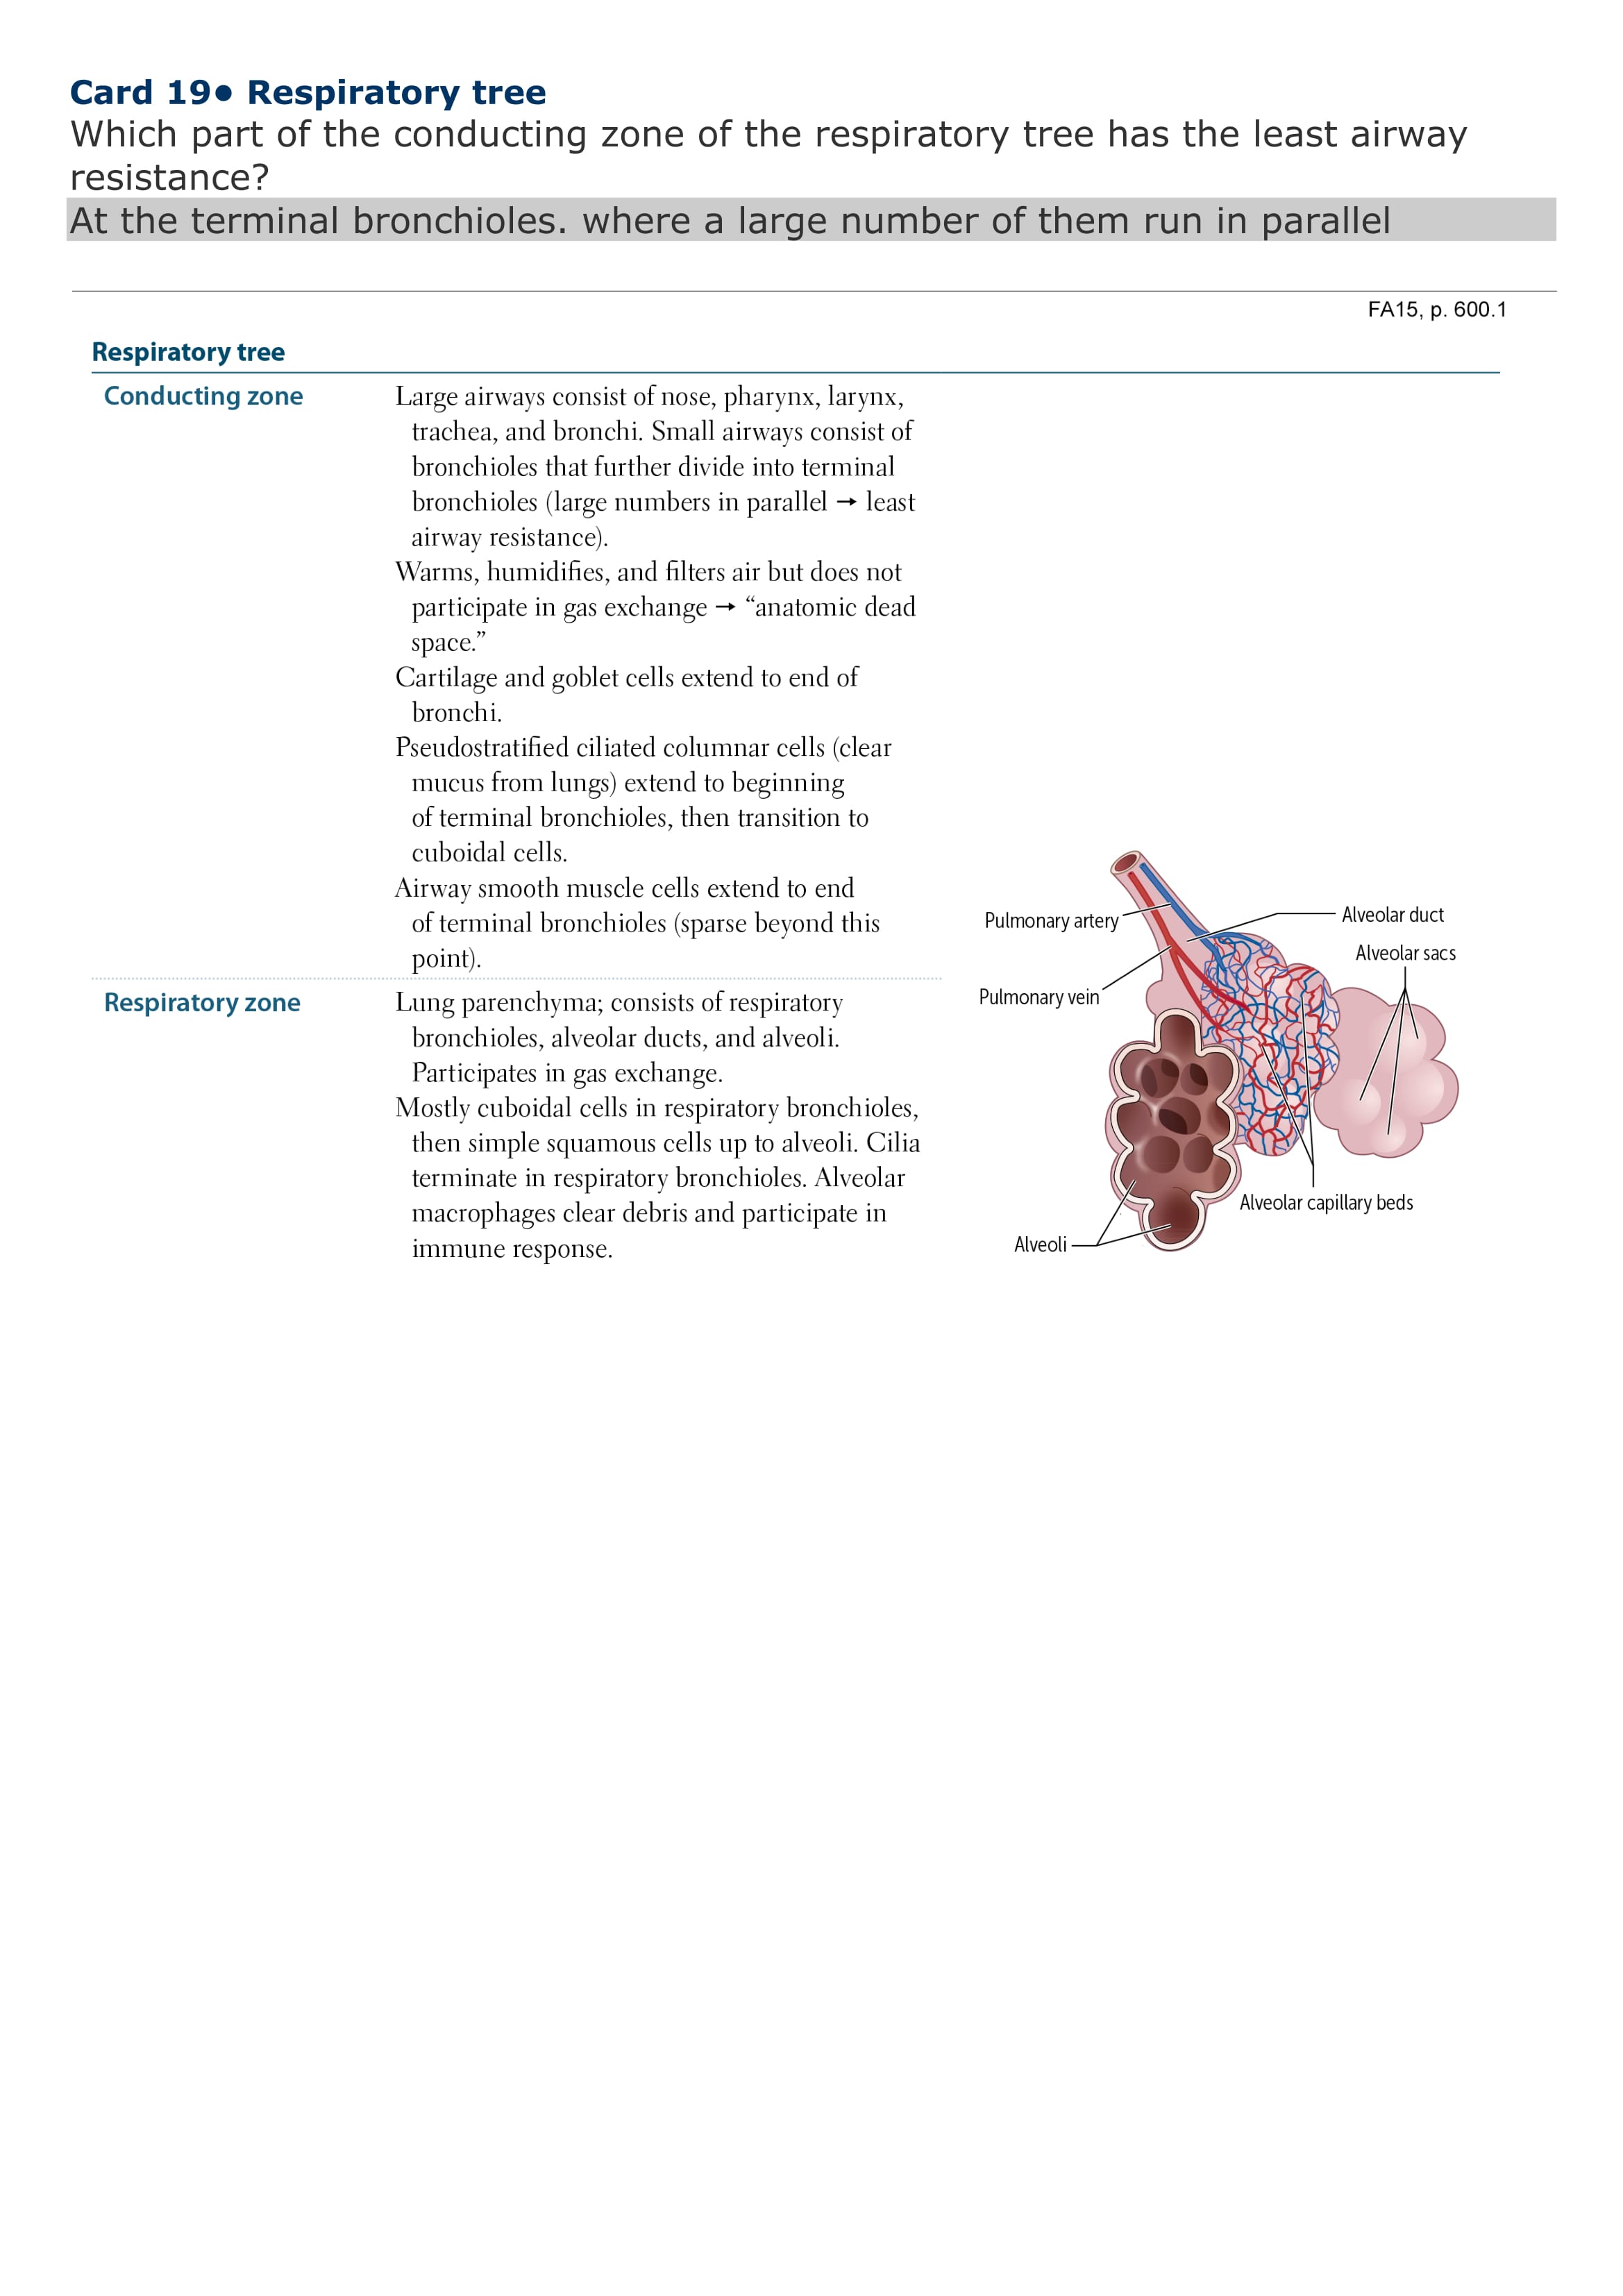 Card 19• Respiratory tree
Which part of the conducting zone of the respiratory tree has the least airway
resistance?
At the terminal bronchioles. where a large number of them run in parallel
FA15, p. 600.1
Respiratory tree
Conducting zone
Large airways consist of nose, pharynx, larynx,
trachea, and bronchi. Small airways consist of
bronchioles that further divide into terminal
bronchioles (large numbers in parallel → least
airway resistance).
Warms, humidifies, and filters air but does not
participate in gas exchange → “anatomic dead
space.”
Cartilage and goblet cells extend to end of
bronchi.
Pseudostratified ciliated columnar cells (clear
mucus from lungs) extend to beginning
of terminal bronchioles, then transition to
cuboidal cells.
Airway smooth muscle cells extend to end
of terminal bronchioles (sparse beyond this
point).
Respiratory zone
Lung parenchyma; consists of respiratory
bronchioles, alveolar ducts, and alveoli.
Participates in gas exchange.
Mostly cuboidal cells in respiratory bronchioles,
then simple squamous cells up to alveoli. Cilia
terminate in respiratory bronchioles. Alveolar
macrophages clear debris and participate in
immune response.
Pulmonary artery
Alveolar duct
Alveolar sacs
Pulmonary vein
Alveolar capillary beds
Alveoli